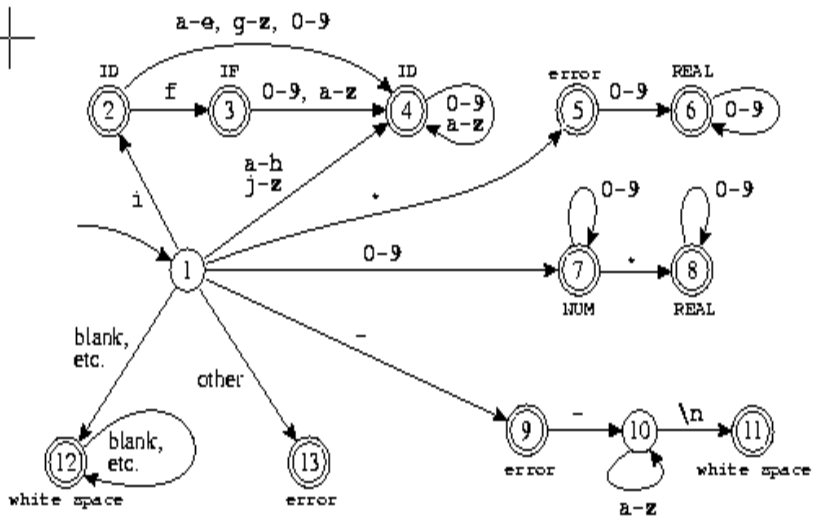 a-e, g-z, 0-9
ID IF ID error REAL
2 f 3 0-9, a-z 4 0-9 a-z 5 0-9 6 0-9
a-h
j-z
i .
0-9 0-9
1 0-9 7 . 8
NUM REAL
blank,
etc.
-
other
12 blank,
etc.
13 9 - 10 \n 11
white space error error white space
a-z